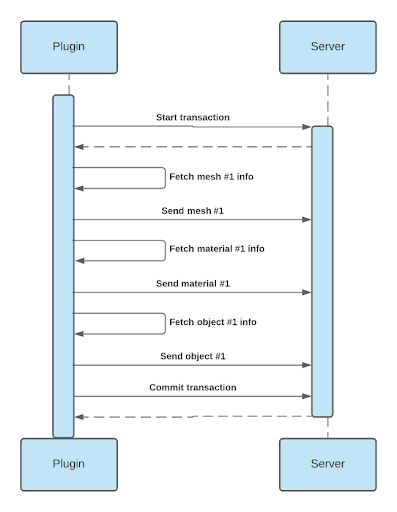 Plugin
Server
Start transaction
Fetch mesh #1 info
Send mesh #1
Fetch material #1 info
Send material #1
Fetch object #1 info
Send object #1
Commit transaction
Plugin
Server